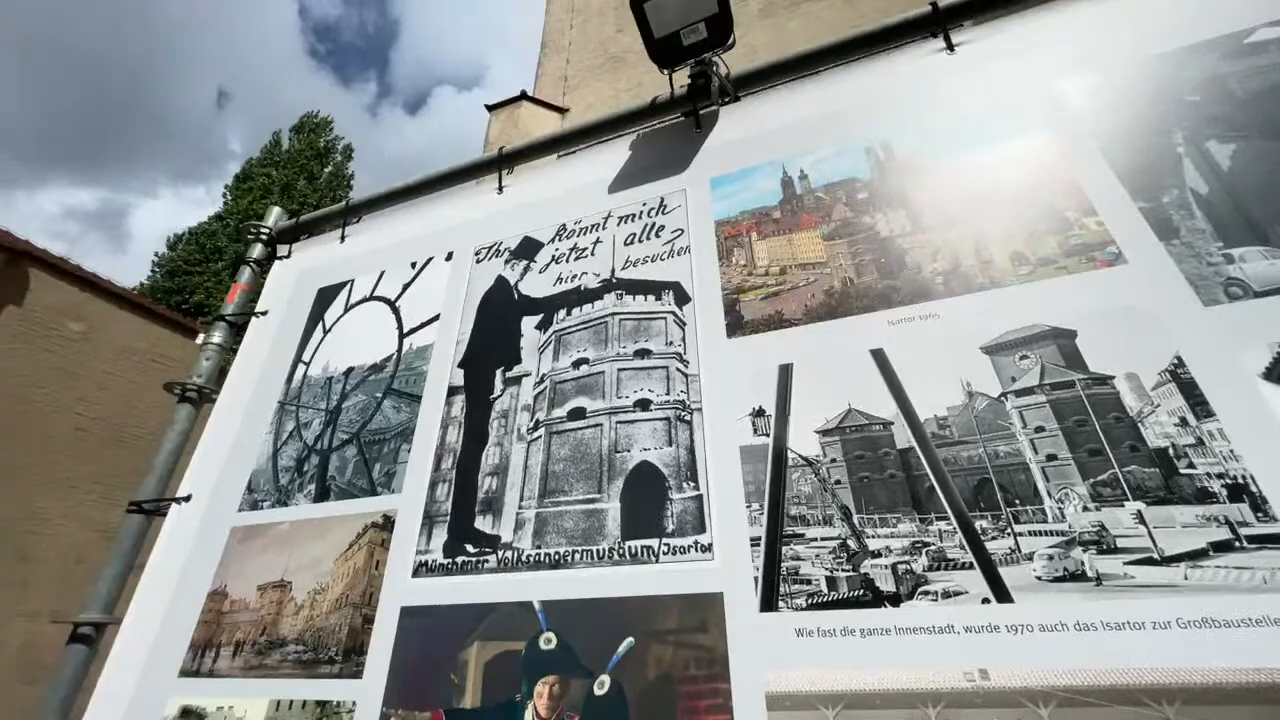 Ihr könnt mich
jetzt alle
hier besuchen
Münchener Volksängermuseum/Isartor
Isartor 1965
Wie fast die ganze Innenstadt, wurde 1970 auch das Isartor zur Großbaustelle